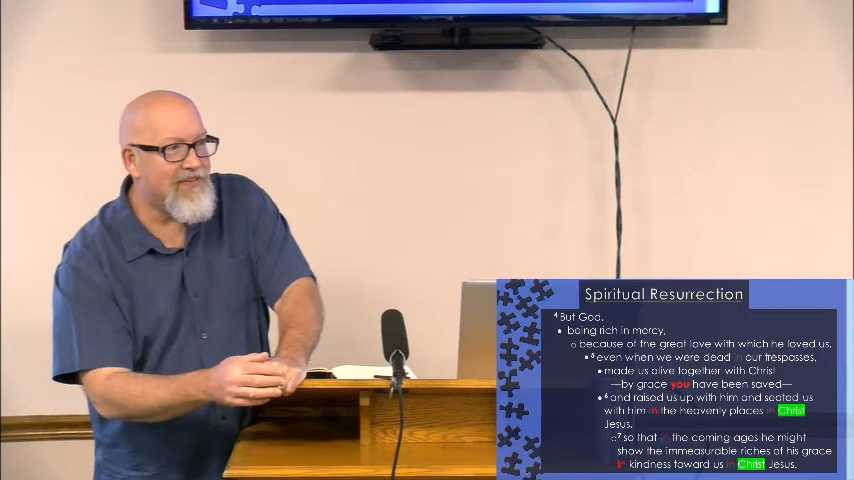 Spiritual Resurrection
4 But God,
• being rich in mercy,
o because of the great love with which he loved us,
▪ 5 even when we were dead in our trespasses,
• made us alive together with Christ
—by grace you have been saved—
• 6 and raised us up with him and seated us
with him in the heavenly places in Christ
Jesus,
o 7 so that in the coming ages he might
show the immeasurable riches of his grace
in kindness toward us in Christ Jesus.